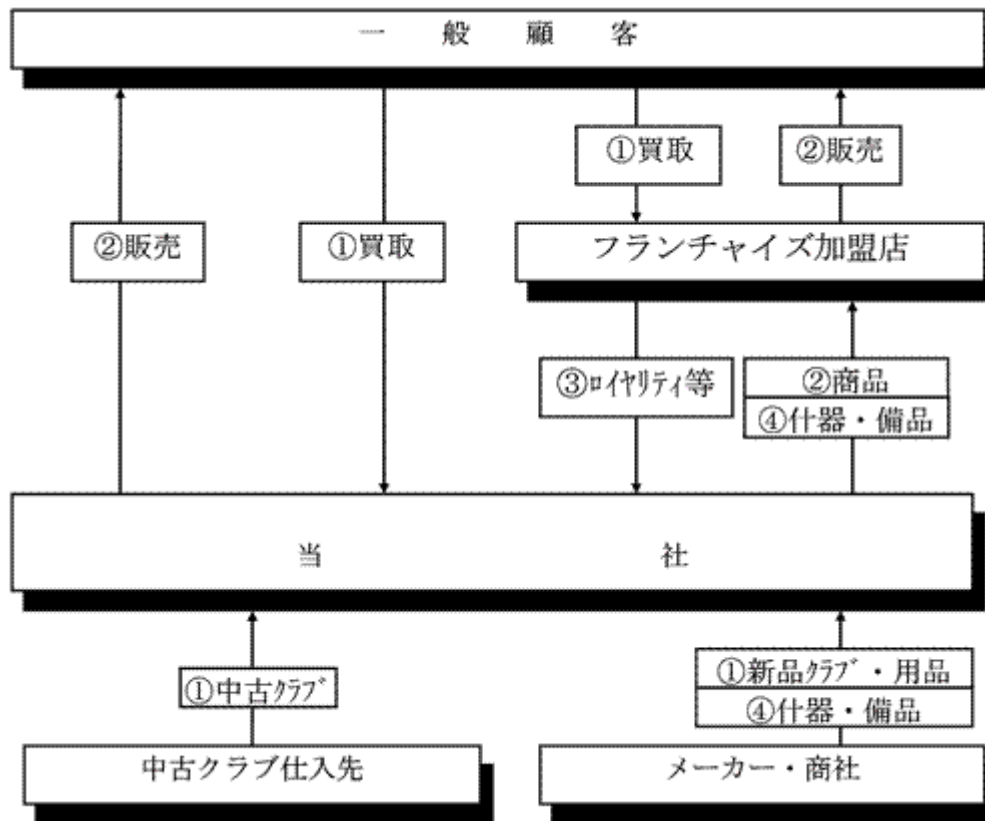 一般顧客
①買取
②販売
②販売
①買取
フランチャイズ加盟店
③ﾛｲﾔﾘﾃｨ等
②商品
④什器・備品
当社
①中古ｸﾗﾌﾞ
①新品ｸﾗﾌﾞ・用品
④什器・備品
中古クラブ仕入先
メーカー・商社